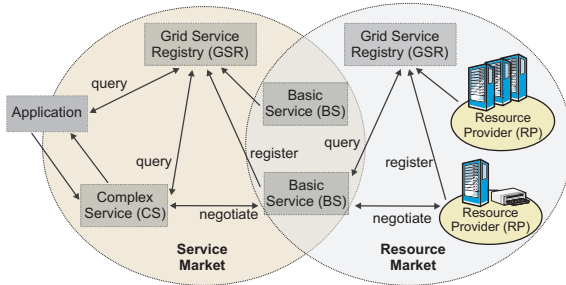 Grid Service
Registry (GSR)
Grid Service
Registry (GSR)
query
Application
Basic
Service (BS)
Resource
Provider (RP)
query
register
query
register
Complex
Service (CS)
negotiate
Basic
Service (BS)
negotiate
Resource
Provider (RP)
Service
Market
Resource
Market